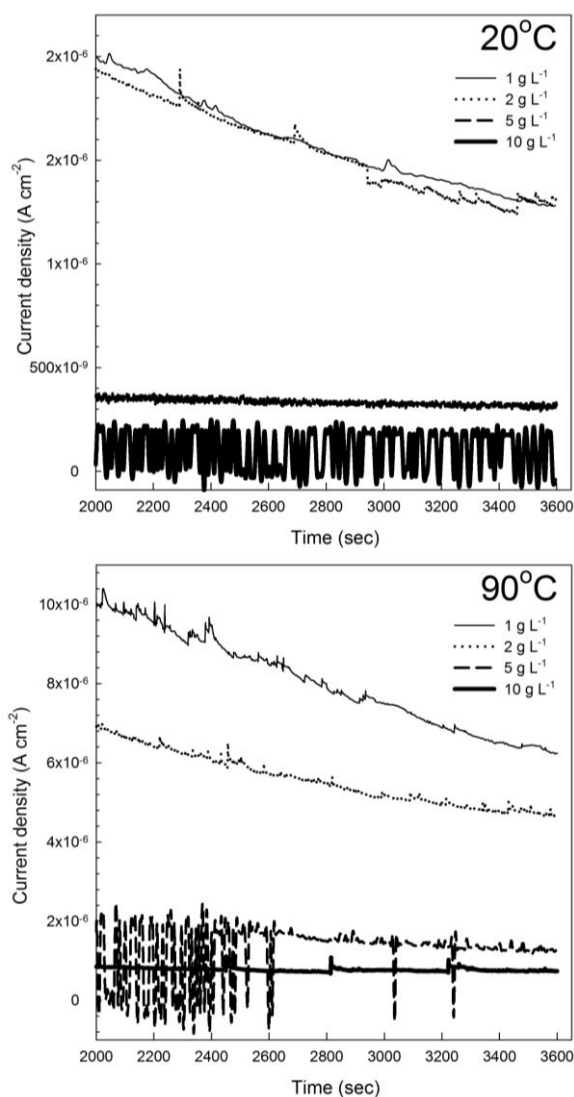 20°C
1 g L⁻¹
2 g L⁻¹
5 g L⁻¹
10 g L⁻¹
Current density (A cm⁻²)
2x10⁻⁶
2x10⁻⁶
1x10⁻⁶
500x10⁻⁹
0
2000 2200 2400 2600 2800 3000 3200 3400 3600
Time (sec)
90°C
1 g L⁻¹
2 g L⁻¹
5 g L⁻¹
10 g L⁻¹
Current density (A cm⁻²)
10x10⁻⁶
8x10⁻⁶
6x10⁻⁶
4x10⁻⁶
2x10⁻⁶
0
2000 2200 2400 2600 2800 3000 3200 3400 3600
Time (sec)